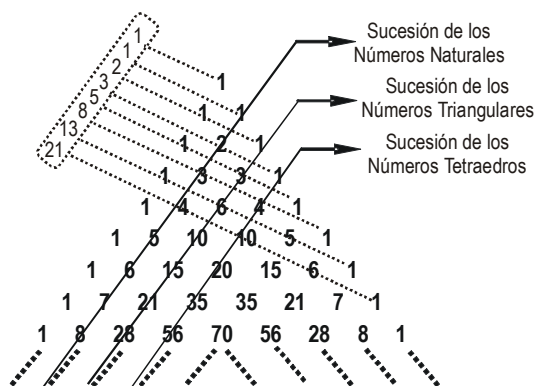 Sucesión de los
Números Naturales
Sucesión de los
Números Triangulares
Sucesión de los
Números Tetraedros
1
1
2
3
5
8
13
21
1
1 1
1 2 1
1 3 3 1
1 4 6 4 1
1 5 10 10 5 1
1 6 15 20 15 6 1
1 7 21 35 35 21 7 1
1 8 28 56 70 56 28 8 1